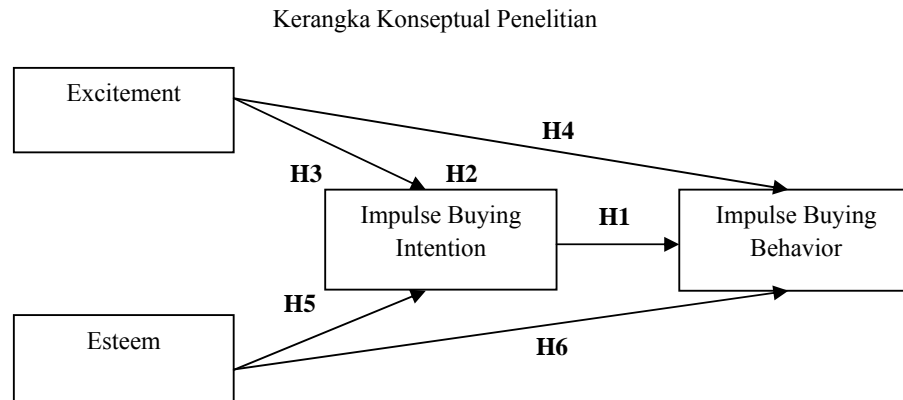 Kerangka Konseptual Penelitian
Excitement
H4
H3
H2
Impulse Buying
Intention
H1
Impulse Buying
Behavior
H5
Esteem
H6